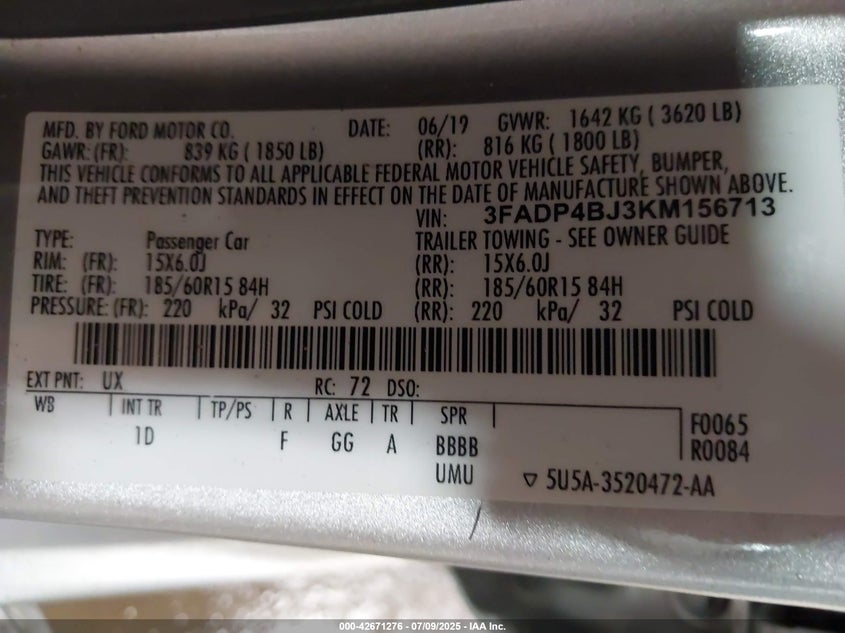 MFD. BY FORD MOTOR CO. DATE: 06/19 GVWR: 1642 KG ( 3620 LB)
GAWR: (FR): 839 KG ( 1850 LB) (RR): 816 KG ( 1800 LB)
THIS VEHICLE CONFORMS TO ALL APPLICABLE FEDERAL MOTOR VEHICLE SAFETY, BUMPER,
AND THEFT PREVENTION STANDARDS IN EFFECT ON THE DATE OF MANUFACTURE SHOWN ABOVE.
VIN: 3FADP4BJ3KM156713
TYPE: Passenger Car TRAILER TOWING - SEE OWNER GUIDE
RIM: (FR): 15X6.0J (RR): 15X6.0J
TIRE: (FR): 185/60R15 84H (RR): 185/60R15 84H
PRESSURE: (FR): 220 kPa/ 32 PSI COLD (RR): 220 kPa/ 32 PSI COLD
EXT PNT: UX RC: 72 DSO:
WB INT TR TP/PS R AXLE TR SPR F0065
1D F GG A BBBB R0084
UMU ▽ 5U5A-3520472-AA
000-42671276 - 07/09/2025 - IAA Inc.